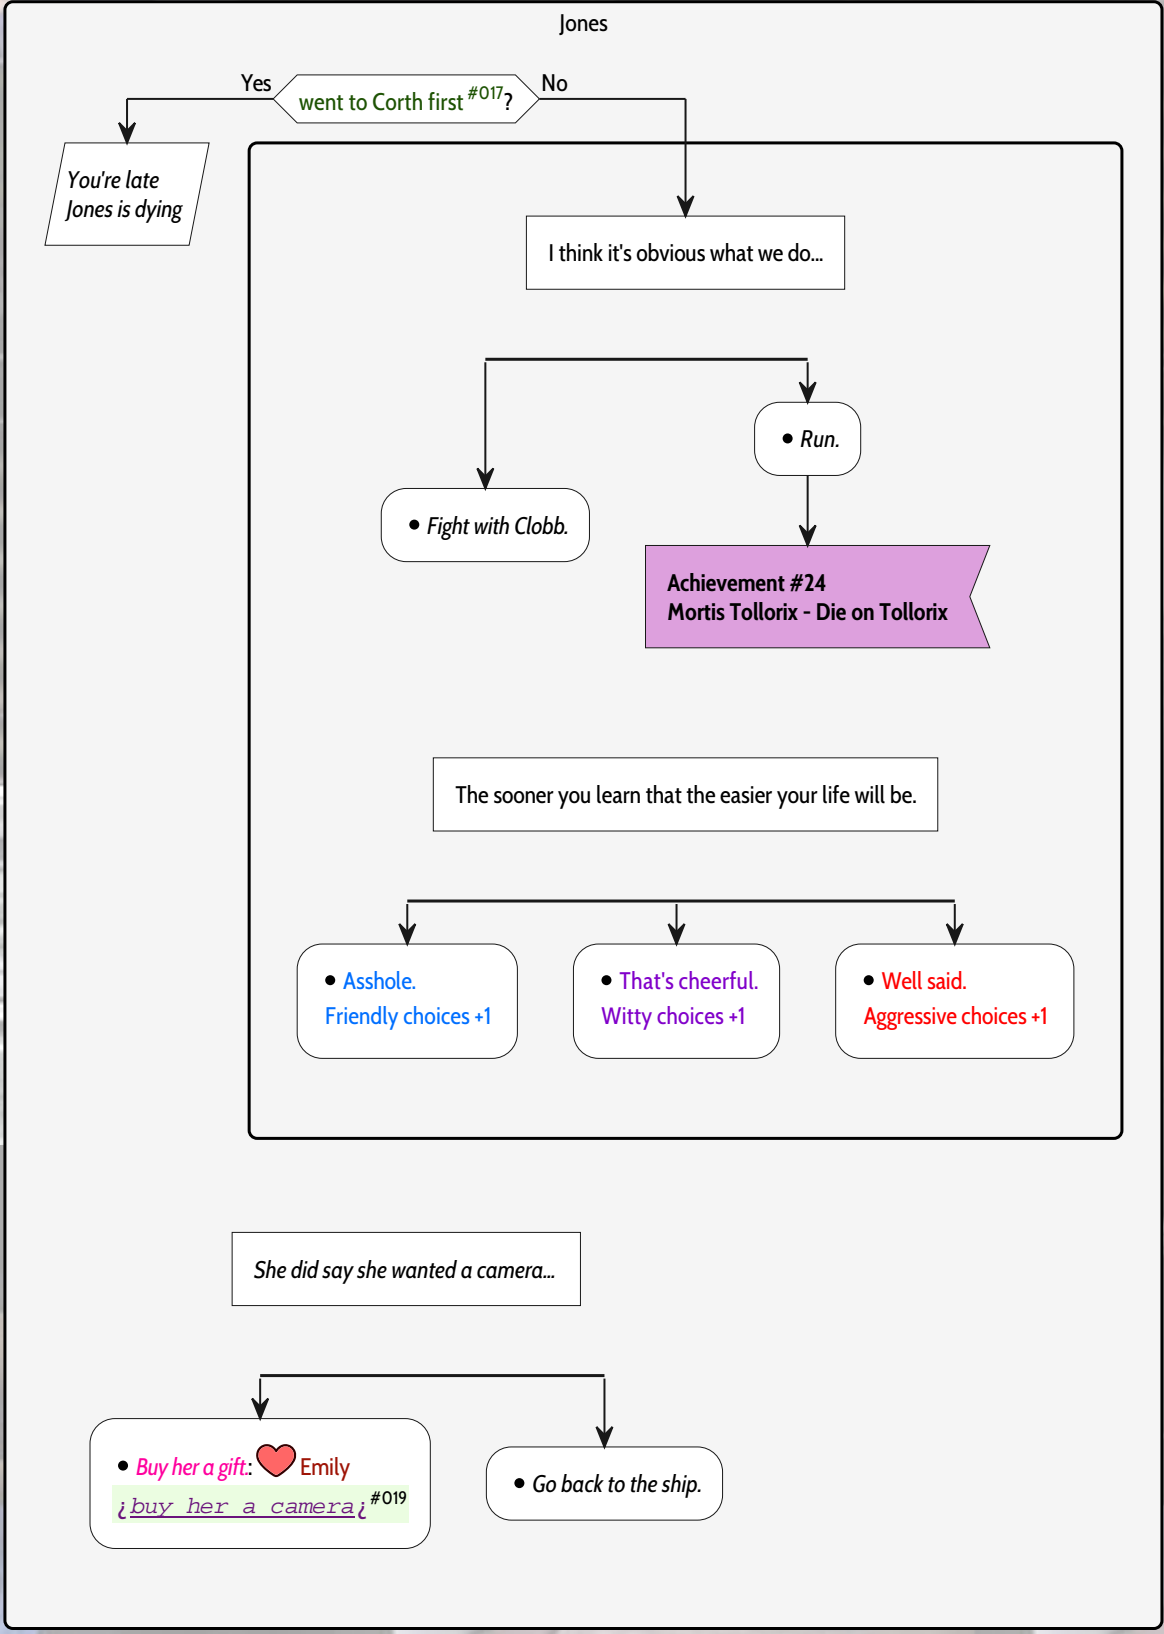 Jones
Yes
went to Corth first #017?
No
You're late
Jones is dying
I think it's obvious what we do...
• Run.
• Fight with Clobb.
Achievement #24
Mortis Tollorix - Die on Tollorix
The sooner you learn that the easier your life will be.
• Asshole.
Friendly choices +1
• That's cheerful.
Witty choices +1
• Well said.
Aggressive choices +1
She did say she wanted a camera...
• Buy her a gift.: Emily
¿buy her a camera¿ #019
• Go back to the ship.